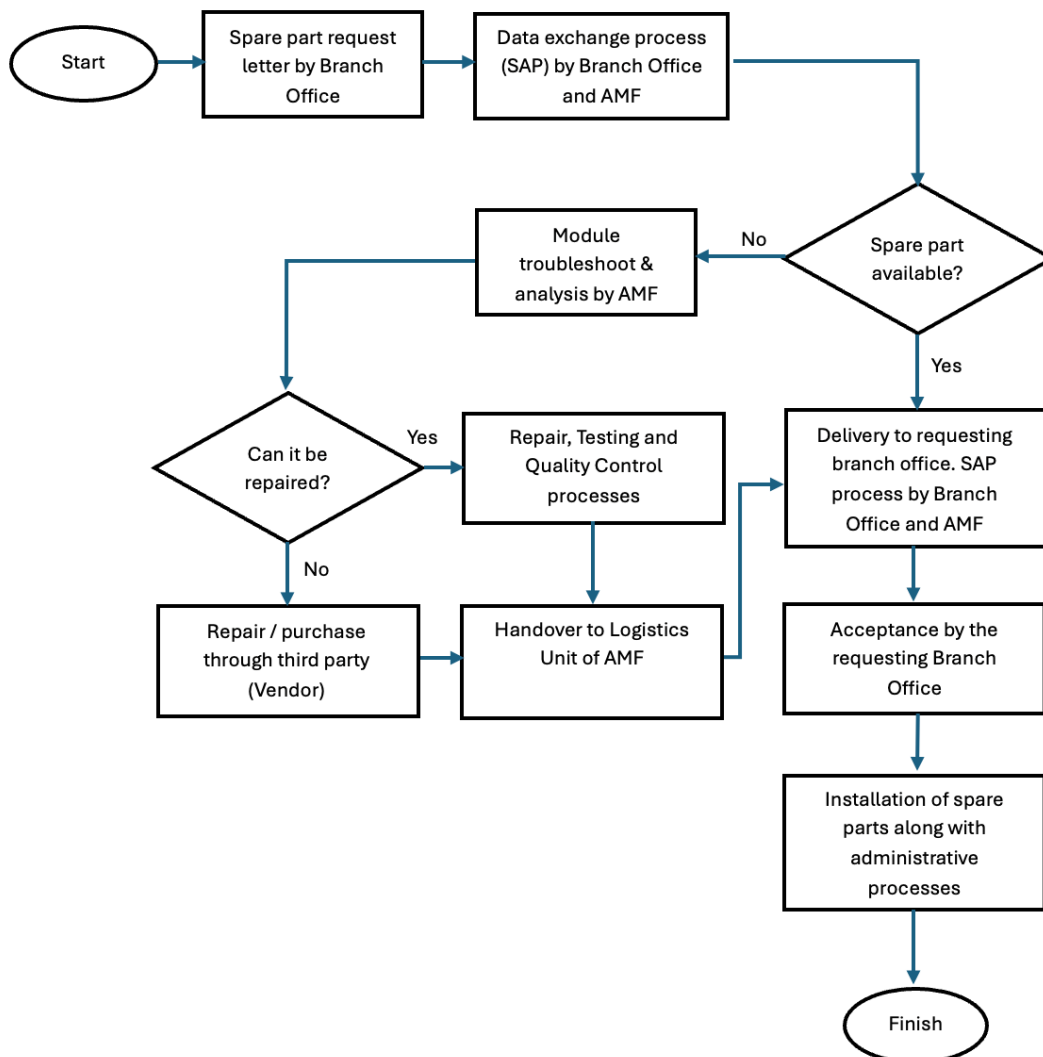 Start
Spare part request
letter by Branch
Office
Data exchange process
(SAP) by Branch Office
and AMF
Spare part
available?
No
Yes
Module
troubleshoot &
analysis by AMF
Can it be
repaired?
Yes
No
Repair, Testing and
Quality Control
processes
Repair / purchase
through third party
(Vendor)
Handover to Logistics
Unit of AMF
Delivery to requesting
branch office. SAP
process by Branch
Office and AMF
Acceptance by the
requesting Branch
Office
Installation of spare
parts along with
administrative
processes
Finish